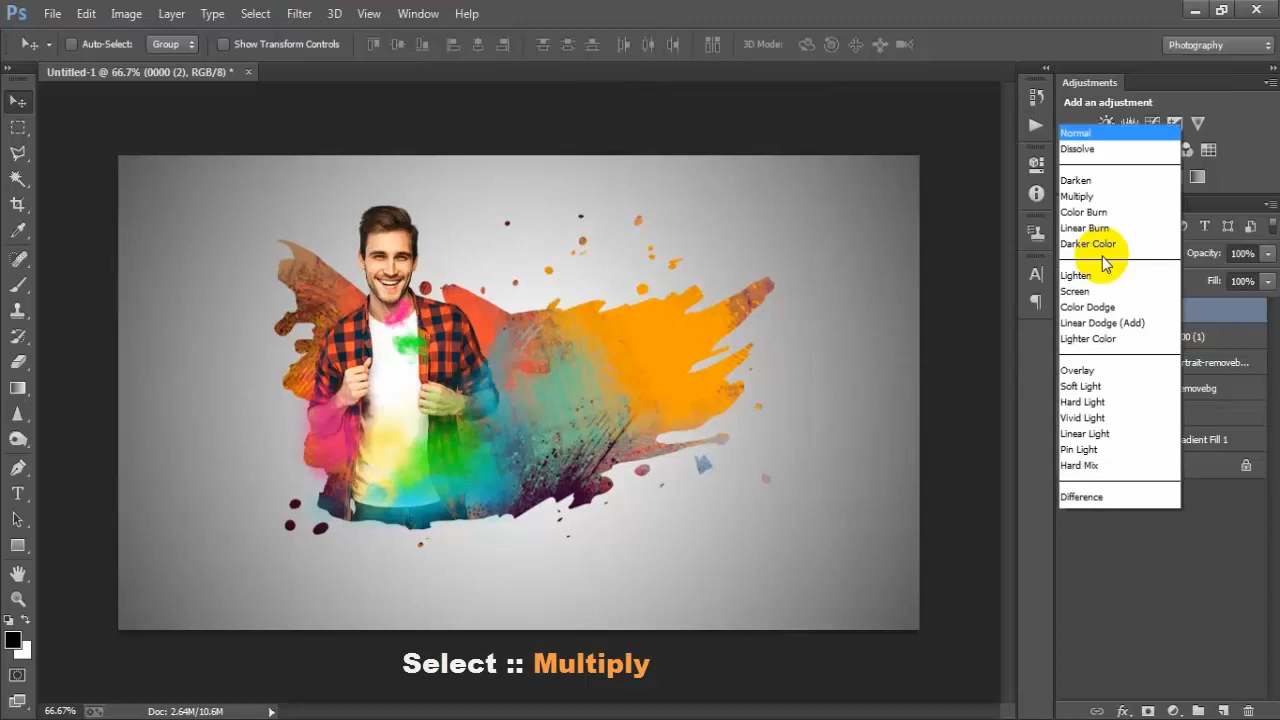 Ps File Edit Image Layer Type Select Filter 3D View Window Help
Auto-Select: Group Show Transform Controls 3D Mode: Photography
Untitled-1 @ 66.7% (0000 (2), RGB/8) * ×
Adjustments
Add an adjustment
Normal
Dissolve
Darken
Multiply
Color Burn
Linear Burn
Darker Color
Opacity: 100%
Lighten
Fill: 100%
Screen
Color Dodge
Linear Dodge (Add)
00 (1)
Lighter Color
rtrait-removeb...
Overlay
Soft Light
removebg
Hard Light
Vivid Light
Linear Light
adient Fill 1
Pin Light
Hard Mix
Difference
Select :: Multiply
66.67% Doc: 2.64M/10.6M